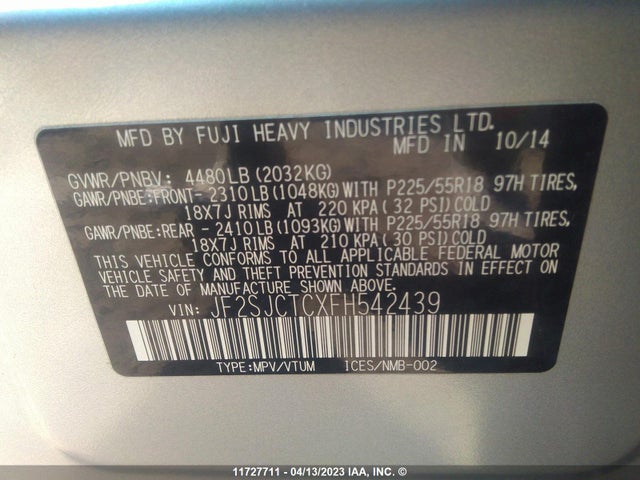 MFD BY FUJI HEAVY INDUSTRIES LTD.
MFD IN 10/14
GVWR/PNBV: 4480LB (2032KG)
GAWR/PNBE:FRONT- 2310LB (1048KG) WITH P225/55R18 97H TIRES,
18X7J RIMS AT 220 KPA (32 PSI) COLD
GAWR/PNBE:REAR - 2410LB (1093KG) WITH P225/55R18 97H TIRES,
18X7J RIMS AT 210 KPA (30 PSI) COLD
THIS VEHICLE CONFORMS TO ALL APPLICABLE FEDERAL MOTOR
VEHICLE SAFETY AND THEFT PREVENTION STANDARDS IN EFFECT ON
THE DATE OF MANUFACTURE SHOWN ABOVE.
VIN: JF2SJCTCXFH542439
TYPE:MPV/VTUM ICES/NMB-002
11727711 - 04/13/2023 IAA, INC. ©